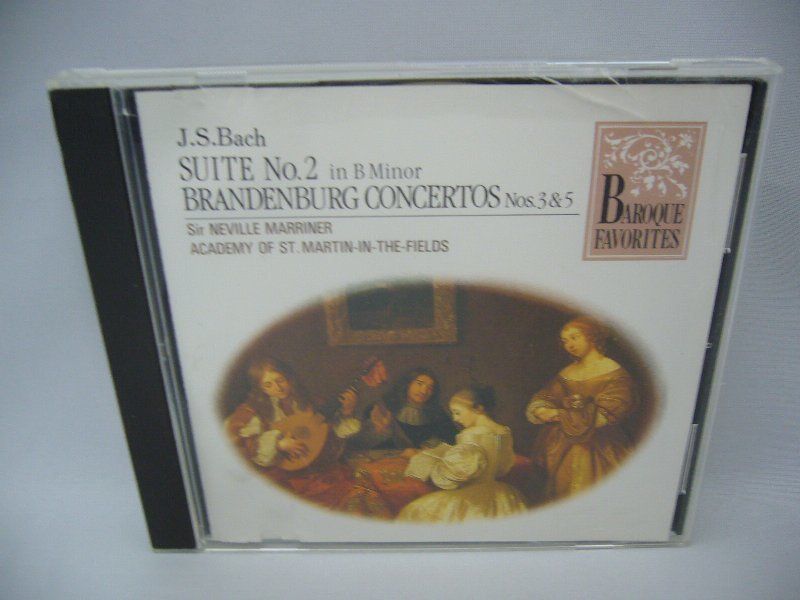 J.S.Bach
SUITE No.2 in B Minor
BRANDENBURG CONCERTOS Nos.3&5
Sir NEVILLE MARRINER
ACADEMY OF ST. MARTIN-IN-THE-FIELDS
BAROQUE
FAVORITES